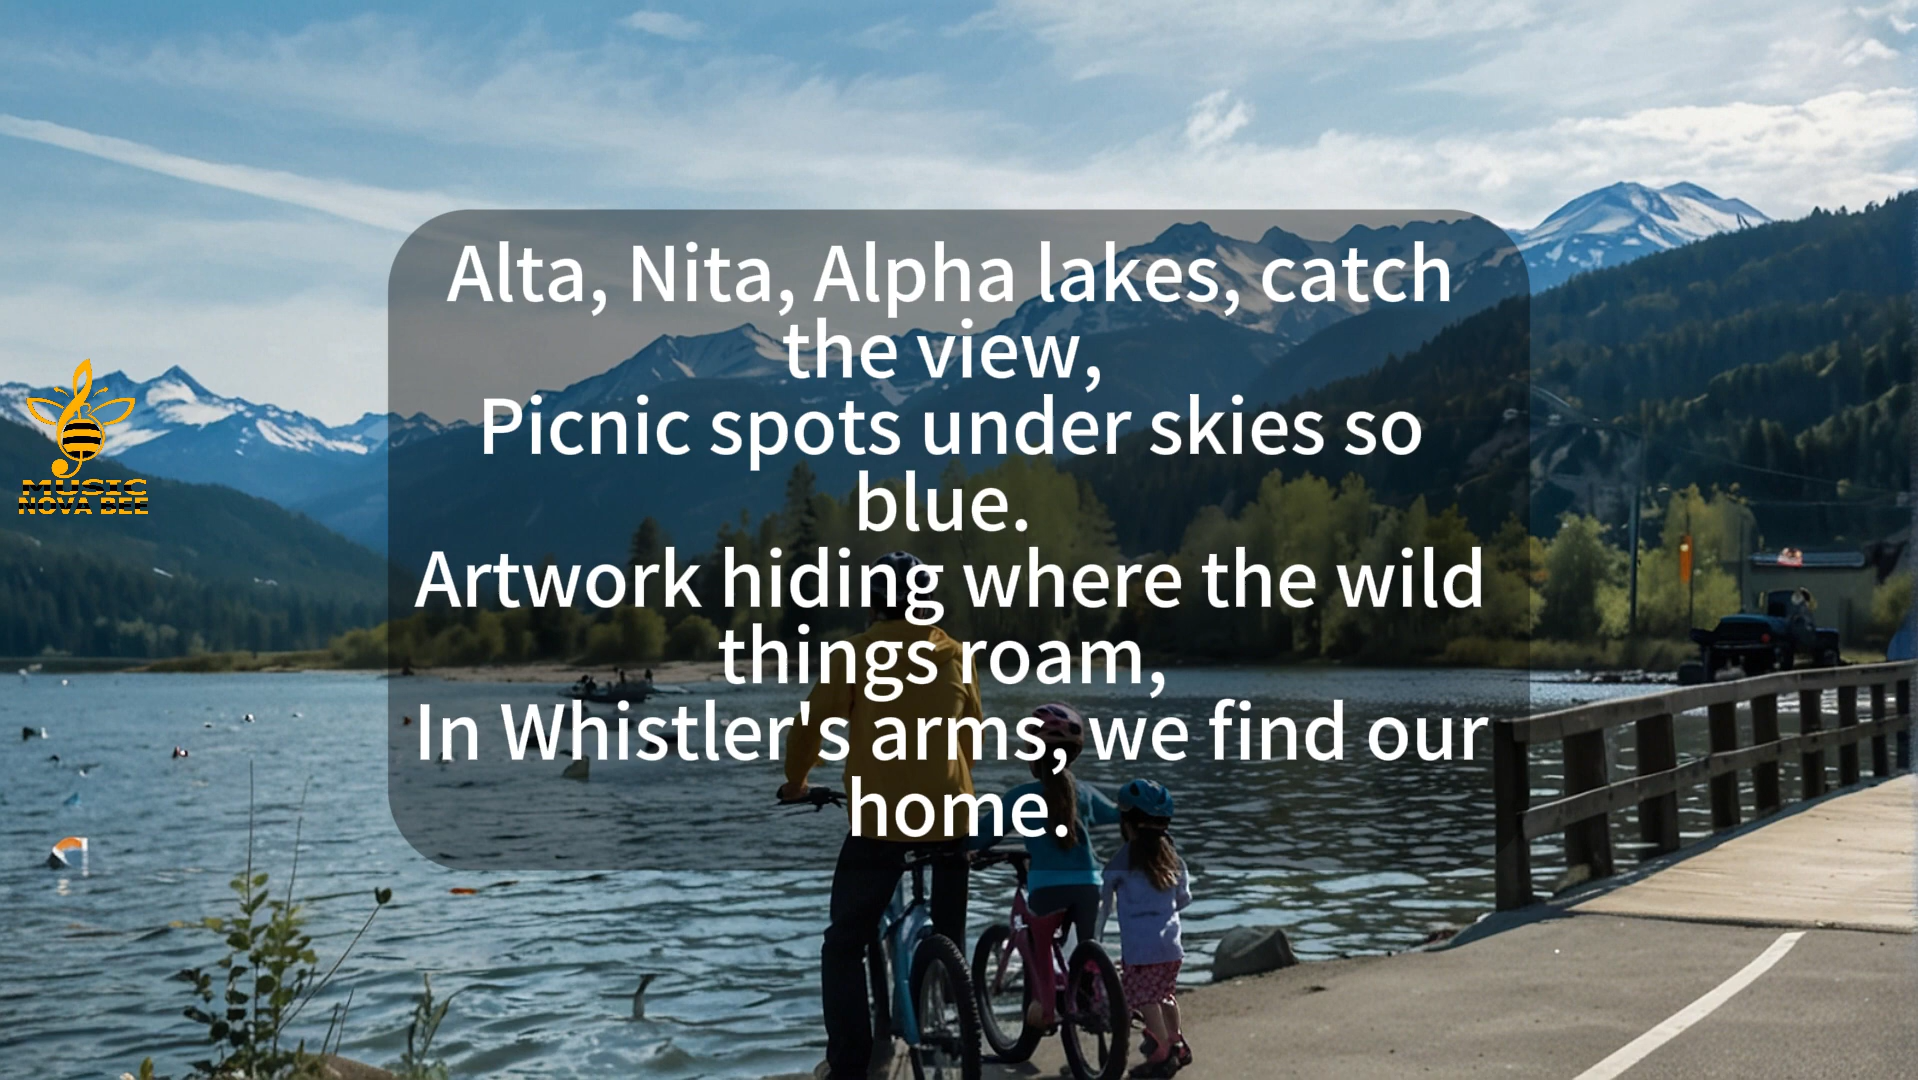 Alta, Nita, Alpha lakes, catch
the view,
Picnic spots under skies so
blue.
Artwork hiding where the wild
things roam,
In Whistler's arms, we find our
home.
MUSIC
NOVA BEE